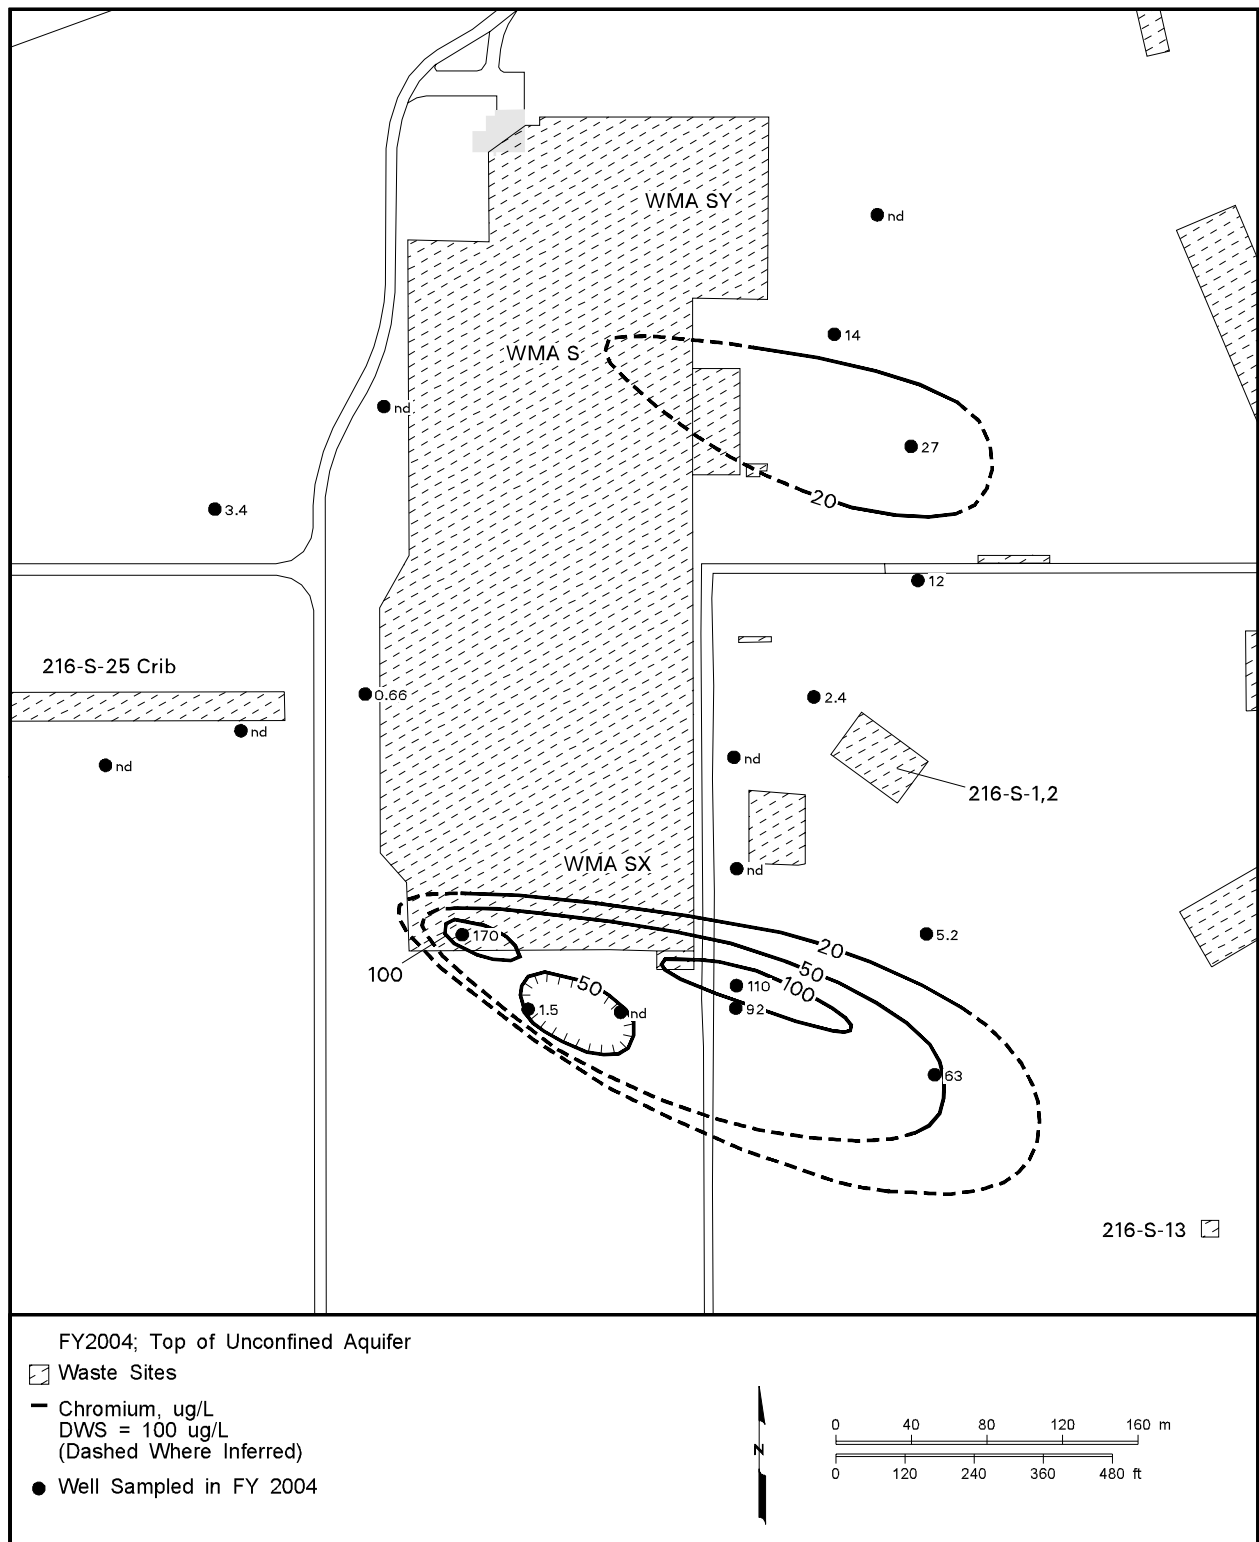 WMA SY
nd
14
WMA S
nd
27
20
3.4
12
216-S-25 Crib
0.66
2.4
nd
nd
nd
216-S-1,2
WMA SX
nd
170
20
5.2
50
100
50
110
100
1.5
nd
92
63
216-S-13
FY2004; Top of Unconfined Aquifer
Waste Sites
Chromium, ug/L
DWS = 100 ug/L
(Dashed Where Inferred)
Well Sampled in FY 2004
N
0 40 80 120 160 m
0 120 240 360 480 ft